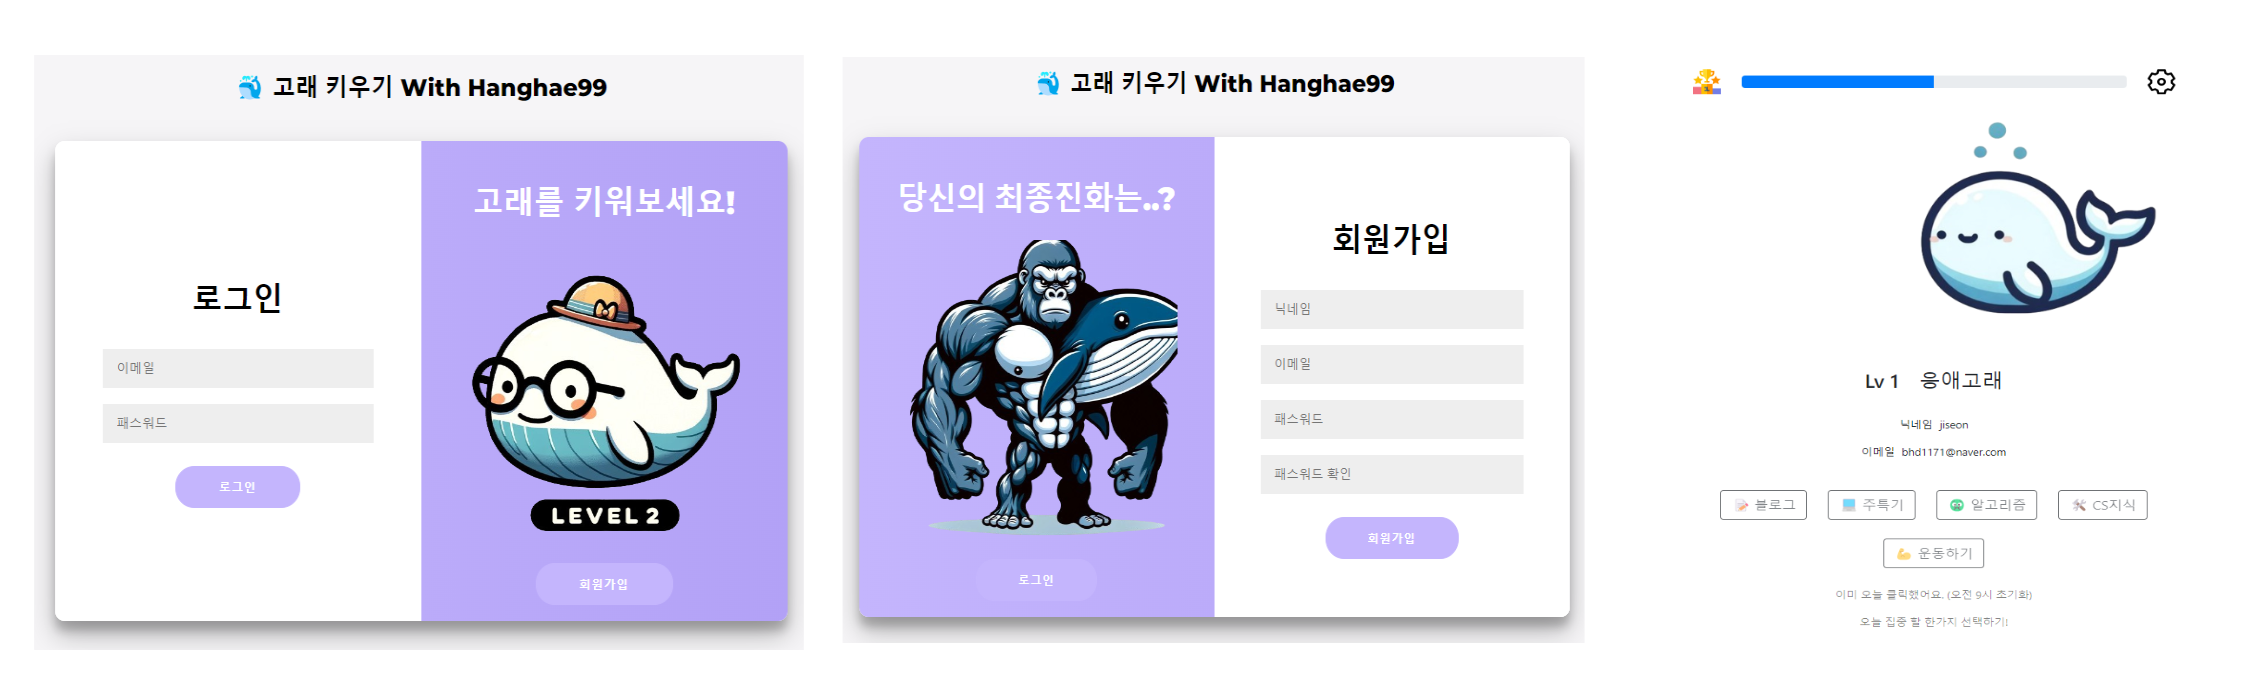 고래 키우기 With Hanghae99
로그인
이메일
패스워드
로그인
고래를 키워보세요!
LEVEL 2
회원가입
고래 키우기 With Hanghae99
당신의 최종진화는..?
로그인
회원가입
닉네임
이메일
패스워드
패스워드 확인
회원가입
Lv 1 응애고래
닉네임 jiseon
이메일 bhd1171@naver.com
블로그 주특기 알고리즘 CS지식
운동하기
이미 오늘 클릭했어요. (오전 9시 초기화)
오늘 집중 할 한가지 선택하기!